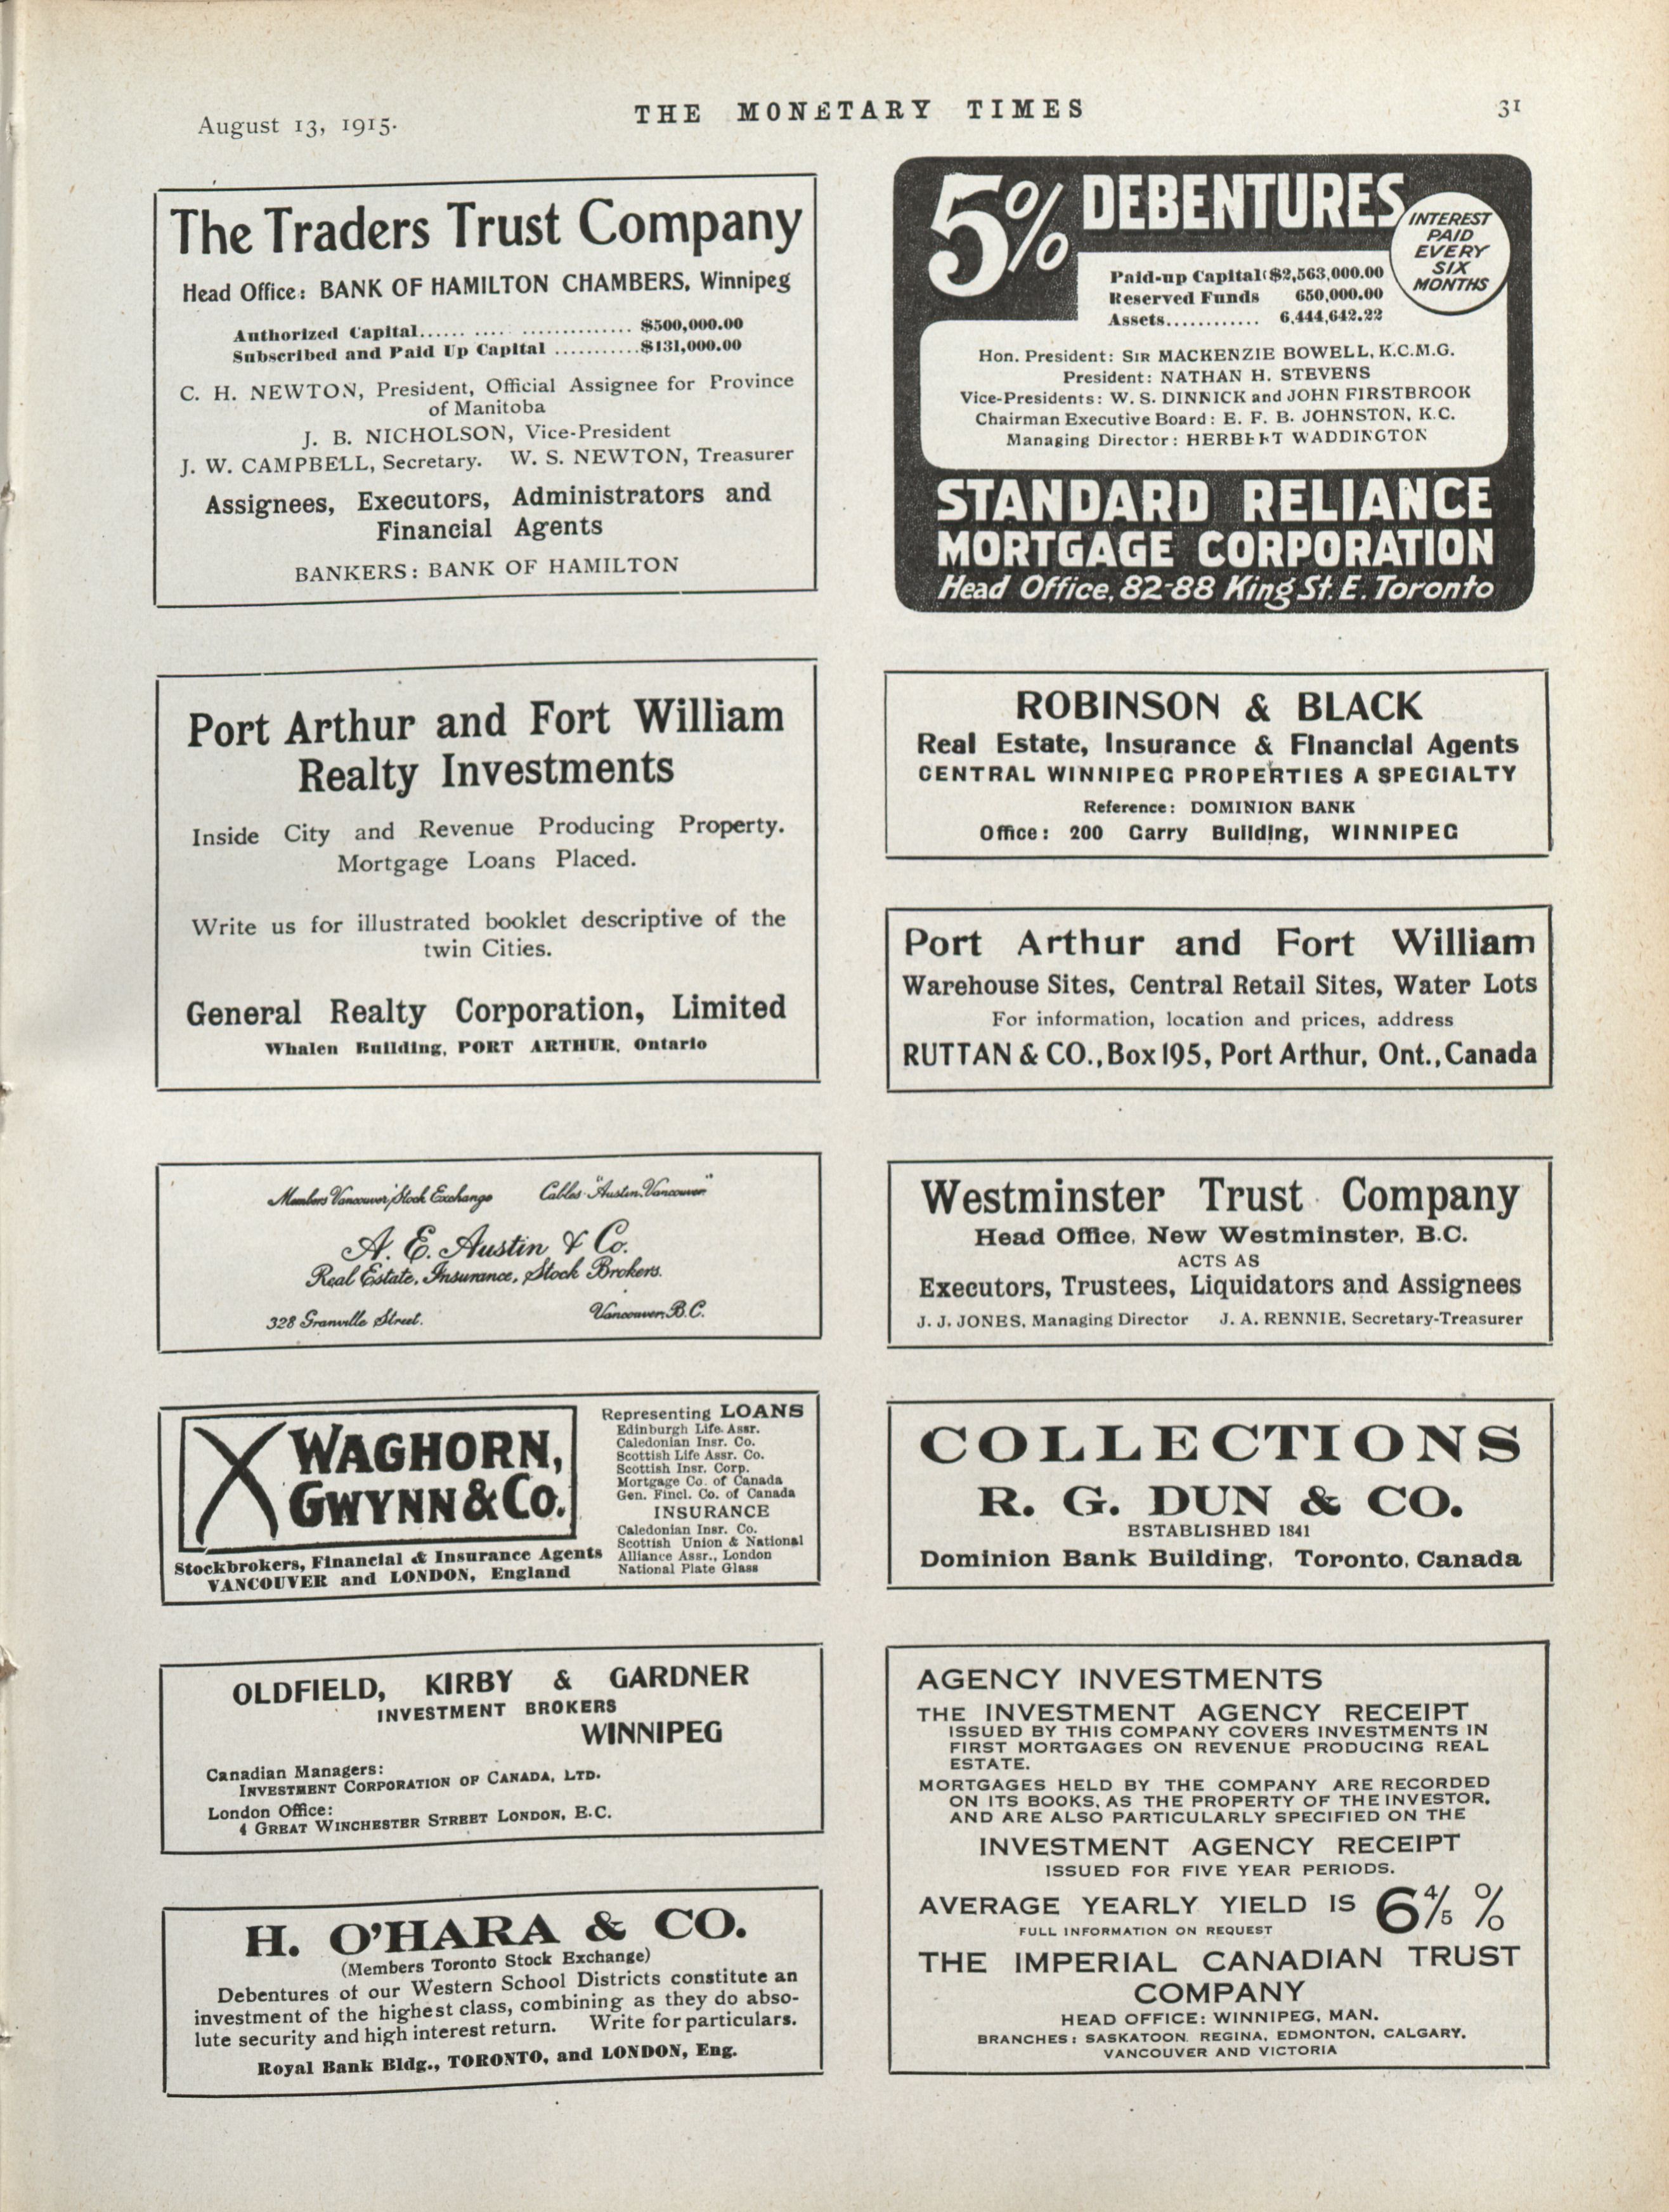 August 13, 1915.
THE MONETARY TIMES
31
The Traders Trust Company
Head Office: BANK OF HAMILTON CHAMBERS, Winnipeg
Authorized Capital...... .... .............. $500,000.00
Subscribed and Paid Up Capital ...........$131,000.00
C. H. NEWTON, President, Official Assignee for Province
of Manitoba
J. B. NICHOLSON, Vice-President
J. W. CAMPBELL, Secretary. W. S. NEWTON, Treasurer
Assignees, Executors, Administrators and
Financial Agents
BANKERS: BANK OF HAMILTON
Port Arthur and Fort William
Realty Investments
Inside City and Revenue Producing Property.
Mortgage Loans Placed.
Write us for illustrated booklet descriptive of the
twin Cities.
General Realty Corporation, Limited
Whalen Building, PORT ARTHUR, Ontario
Members Vancouver Stock Exchange Cables "Austin, Vancouver"
A. E. Austin & Co.
Real Estate, Insurance, Stock Brokers.
328 Granville Street. Vancouver, B.C.
WAGHORN,
GWYNN & Co.
Stockbrokers, Financial & Insurance Agents
VANCOUVER and LONDON, England
Representing LOANS
Edinburgh Life Assr.
Caledonian Insr. Co.
Scottish Life Assr. Co.
Scottish Insr. Corp.
Mortgage Co. of Canada
Gen. Fincl. Co. of Canada
INSURANCE
Caledonian Insr. Co.
Scottish Union & National
Alliance Assr., London
National Plate Glass
OLDFIELD, KIRBY & GARDNER
INVESTMENT BROKERS
WINNIPEG
Canadian Managers:
INVESTMENT CORPORATION OF CANADA, LTD.
London Office:
4 GREAT WINCHESTER STREET LONDON, E.C.
H. O'HARA & CO.
(Members Toronto Stock Exchange)
Debentures of our Western School Districts constitute an
investment of the highest class, combining as they do abso-
lute security and high interest return. Write for particulars.
Royal Bank Bldg., TORONTO, and LONDON, Eng.
5% DEBENTURES
INTEREST
PAID
EVERY
SIX
MONTHS
Paid-up Capital $2,563,000.00
Reserved Funds 650,000.00
Assets............ 6,444,642.22
Hon. President: SIR MACKENZIE BOWELL, K.C.M.G.
President: NATHAN H. STEVENS
Vice-Presidents: W. S. DINNICK and JOHN FIRSTBROOK
Chairman Executive Board: E. F. B. JOHNSTON, K.C.
Managing Director: HERBERT WADDINGTON
STANDARD RELIANCE
MORTGAGE CORPORATION
Head Office, 82-88 King St. E. Toronto
ROBINSON & BLACK
Real Estate, Insurance & Financial Agents
CENTRAL WINNIPEG PROPERTIES A SPECIALTY
Reference: DOMINION BANK
Office: 200 Garry Building, WINNIPEG
Port Arthur and Fort William
Warehouse Sites, Central Retail Sites, Water Lots
For information, location and prices, address
RUTTAN & CO., Box 195, Port Arthur, Ont., Canada
Westminster Trust Company
Head Office, New Westminster, B.C.
ACTS AS
Executors, Trustees, Liquidators and Assignees
J. J. JONES, Managing Director J. A. RENNIE, Secretary-Treasurer
COLLECTIONS
R. G. DUN & CO.
ESTABLISHED 1841
Dominion Bank Building, Toronto, Canada
AGENCY INVESTMENTS
THE INVESTMENT AGENCY RECEIPT
ISSUED BY THIS COMPANY COVERS INVESTMENTS IN
FIRST MORTGAGES ON REVENUE PRODUCING REAL
ESTATE.
MORTGAGES HELD BY THE COMPANY ARE RECORDED
ON ITS BOOKS, AS THE PROPERTY OF THE INVESTOR,
AND ARE ALSO PARTICULARLY SPECIFIED ON THE
INVESTMENT AGENCY RECEIPT
ISSUED FOR FIVE YEAR PERIODS.
AVERAGE YEARLY YIELD IS 6 4/5 %
FULL INFORMATION ON REQUEST
THE IMPERIAL CANADIAN TRUST
COMPANY
HEAD OFFICE: WINNIPEG, MAN.
BRANCHES: SASKATOON, REGINA, EDMONTON, CALGARY,
VANCOUVER AND VICTORIA